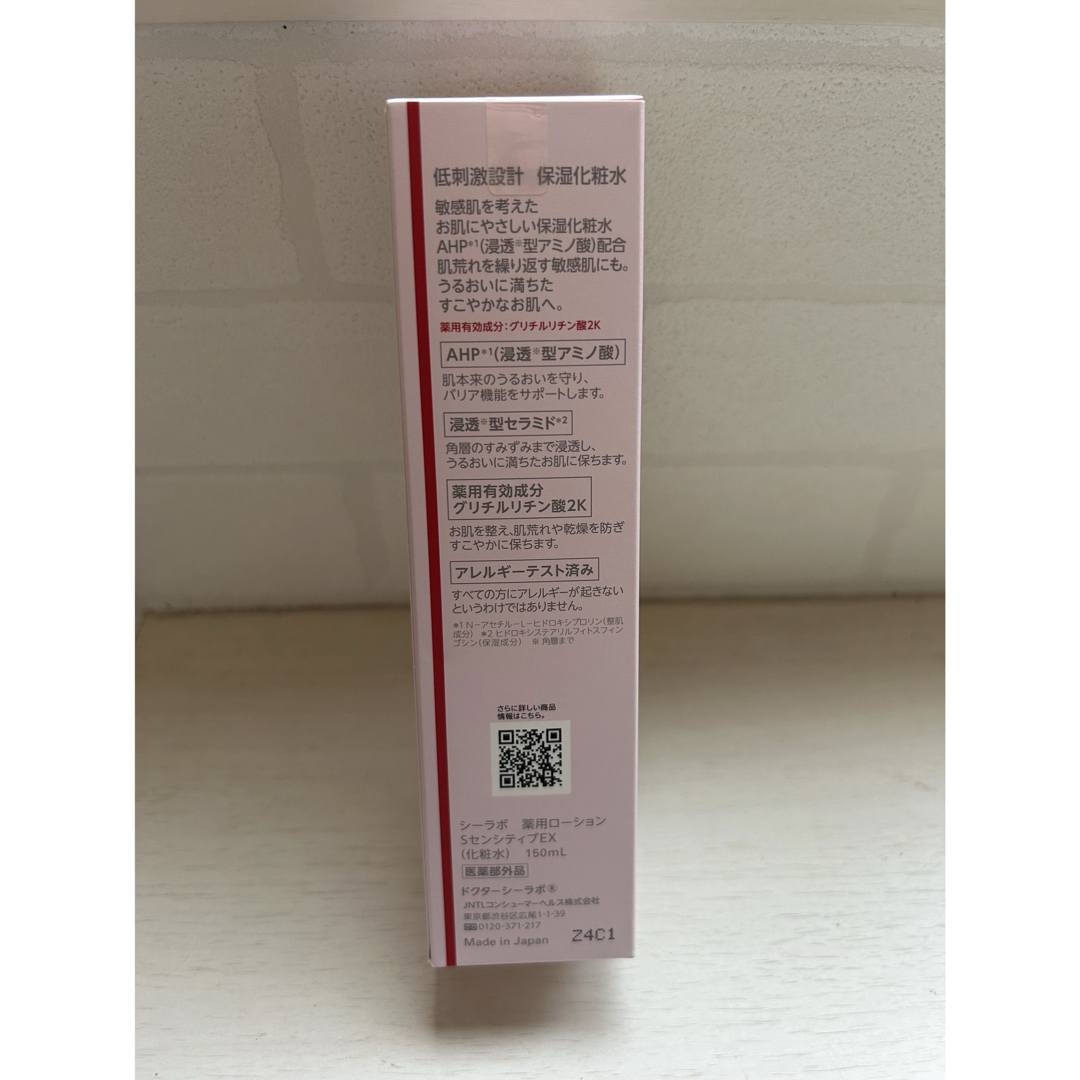 低刺激設計 保湿化粧水
敏感肌を考えた
お肌にやさしい保湿化粧水
AHP*1(浸透※型アミノ酸)配合
肌荒れを繰り返す敏感肌にも。
うるおいに満ちた
すこやかなお肌へ。
薬用有効成分:グリチルリチン酸2K
AHP*1(浸透※型アミノ酸)
肌本来のうるおいを守り、
バリア機能をサポートします。
浸透※型セラミド*2
角層のすみずみまで浸透し、
うるおいに満ちたお肌に保ちます。
薬用有効成分
グリチルリチン酸2K
お肌を整え、肌荒れや乾燥を防ぎ
すこやかに保ちます。
アレルギーテスト済み
すべての方にアレルギーが起きない
というわけではありません。
*1 N-アセチル-L-ヒドロキシプロリン(整肌
成分) *2 ヒドロキシステアリルフィトスフィン
ゴシン(保湿成分) ※ 角層まで
さらに詳しい商品
情報はこちら。
シーラボ 薬用ローション
SセンシティブEX
(化粧水) 150mL
医薬部外品
ドクターシーラボ®
JNTLコンシューマーヘルス株式会社
東京都渋谷区広尾1-1-39
0120-371-217
Made in Japan Z4C1